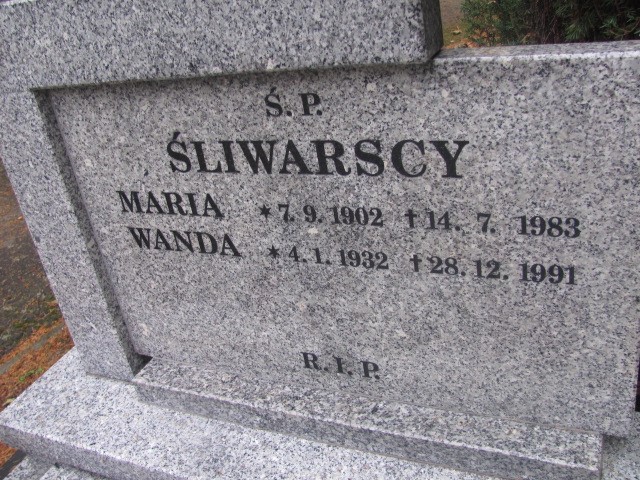 Ś. P.
ŚLIWARSCY
MARIA * 7. 9. 1902 † 14. 7. 1983
WANDA * 4. 1. 1932 † 28. 12. 1991
R. I. P.